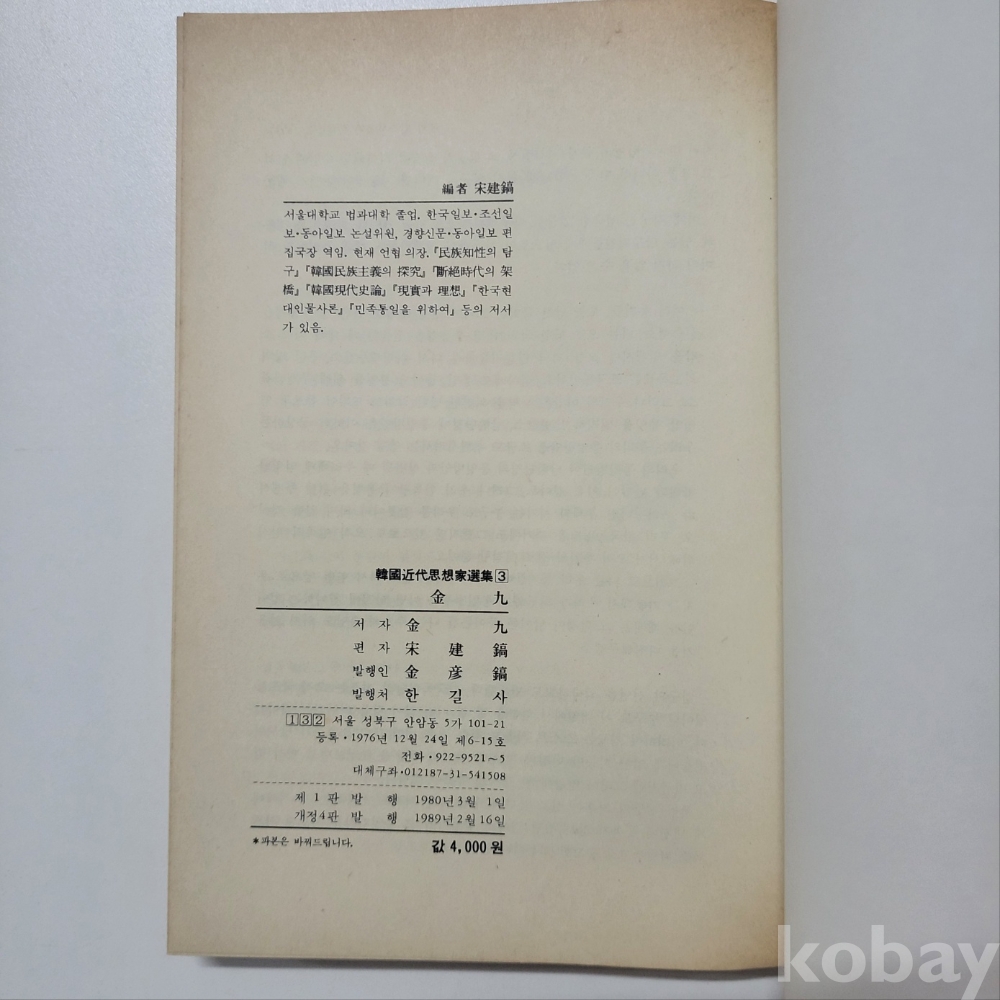 編者 宋建鎬
서울대학교 법과대학 졸업. 한국일보·조선일
보·동아일보 논설위원, 경향신문·동아일보 편
집국장 역임. 현재 언협 의장. 『民族知性의 탐
구』『韓國民族主義의 探究』『斷絕時代의 架
橋』『韓國現代史論』『現實과 理想』『한국현
대인물사론』『민족통일을 위하여』 등의 저서
가 있음.
韓國近代思想家選集 3
金 九
저 자 金 九
편 자 宋 建 鎬
발행인 金 彦 鎬
발행처 한 길 사
132 서울 성북구 안암동 5가 101-21
등록·1976년 12월 24일 제6-15호
전화·922-9521~5
대체구좌·012187-31-541508
제 1 판 발 행 1980년 3월 1일
개정4판 발 행 1989년 2월 16일
*파본은 바꿔드립니다. 값 4,000원
kobay